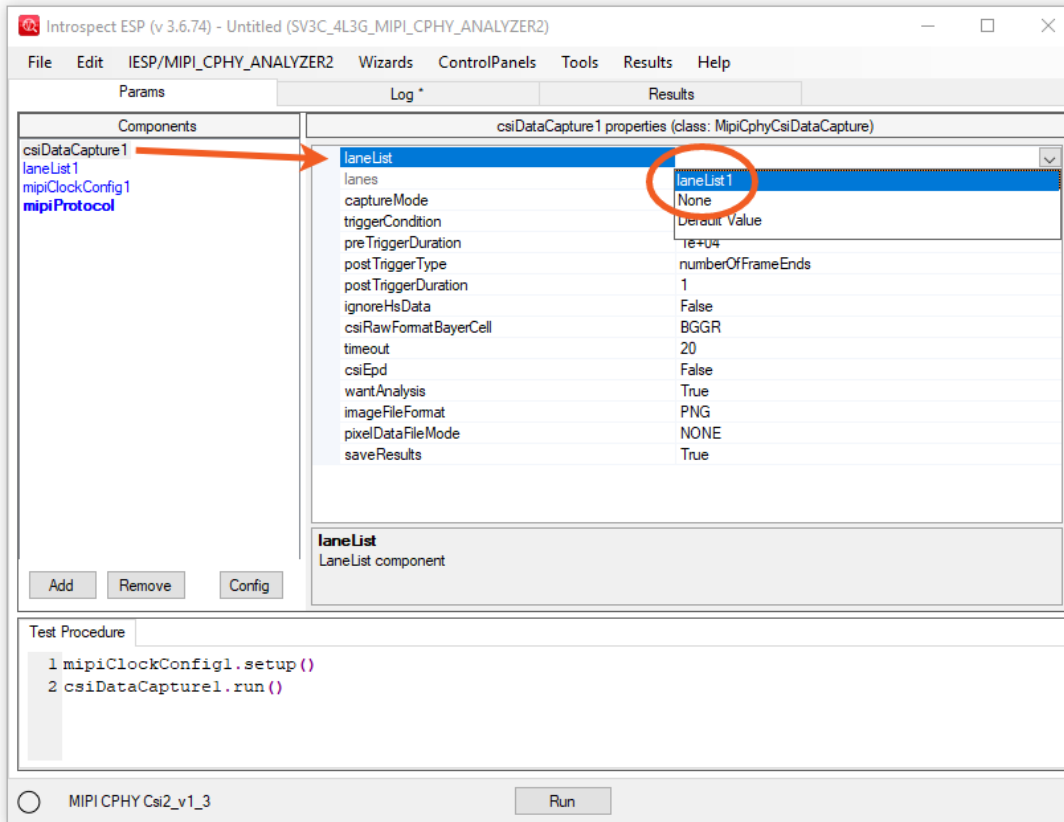 Introspect ESP (v 3.6.74) - Untitled (SV3C_4L3G_MIPI_CPHY_ANALYZER2)
File Edit IESP/MIPI_CPHY_ANALYZER2 Wizards ControlPanels Tools Results Help
Params Log * Results
Components
csiDataCapture1
laneList1
mipiClockConfig1
mipiProtocol
Add Remove Config
csiDataCapture1 properties (class: MipiCphyCsiDataCapture)
laneList
lanes laneList1
captureMode None
triggerCondition Default Value
preTriggerDuration 1e+04
postTriggerType numberOfFrameEnds
postTriggerDuration 1
ignoreHsData False
csiRawFormatBayerCell BGGR
timeout 20
csiEpd False
wantAnalysis True
imageFileFormat PNG
pixelDataFileMode NONE
saveResults True
laneList
LaneList component
Test Procedure
1 mipiClockConfig1.setup()
2 csiDataCapture1.run()
MIPI CPHY Csi2_v1_3 Run